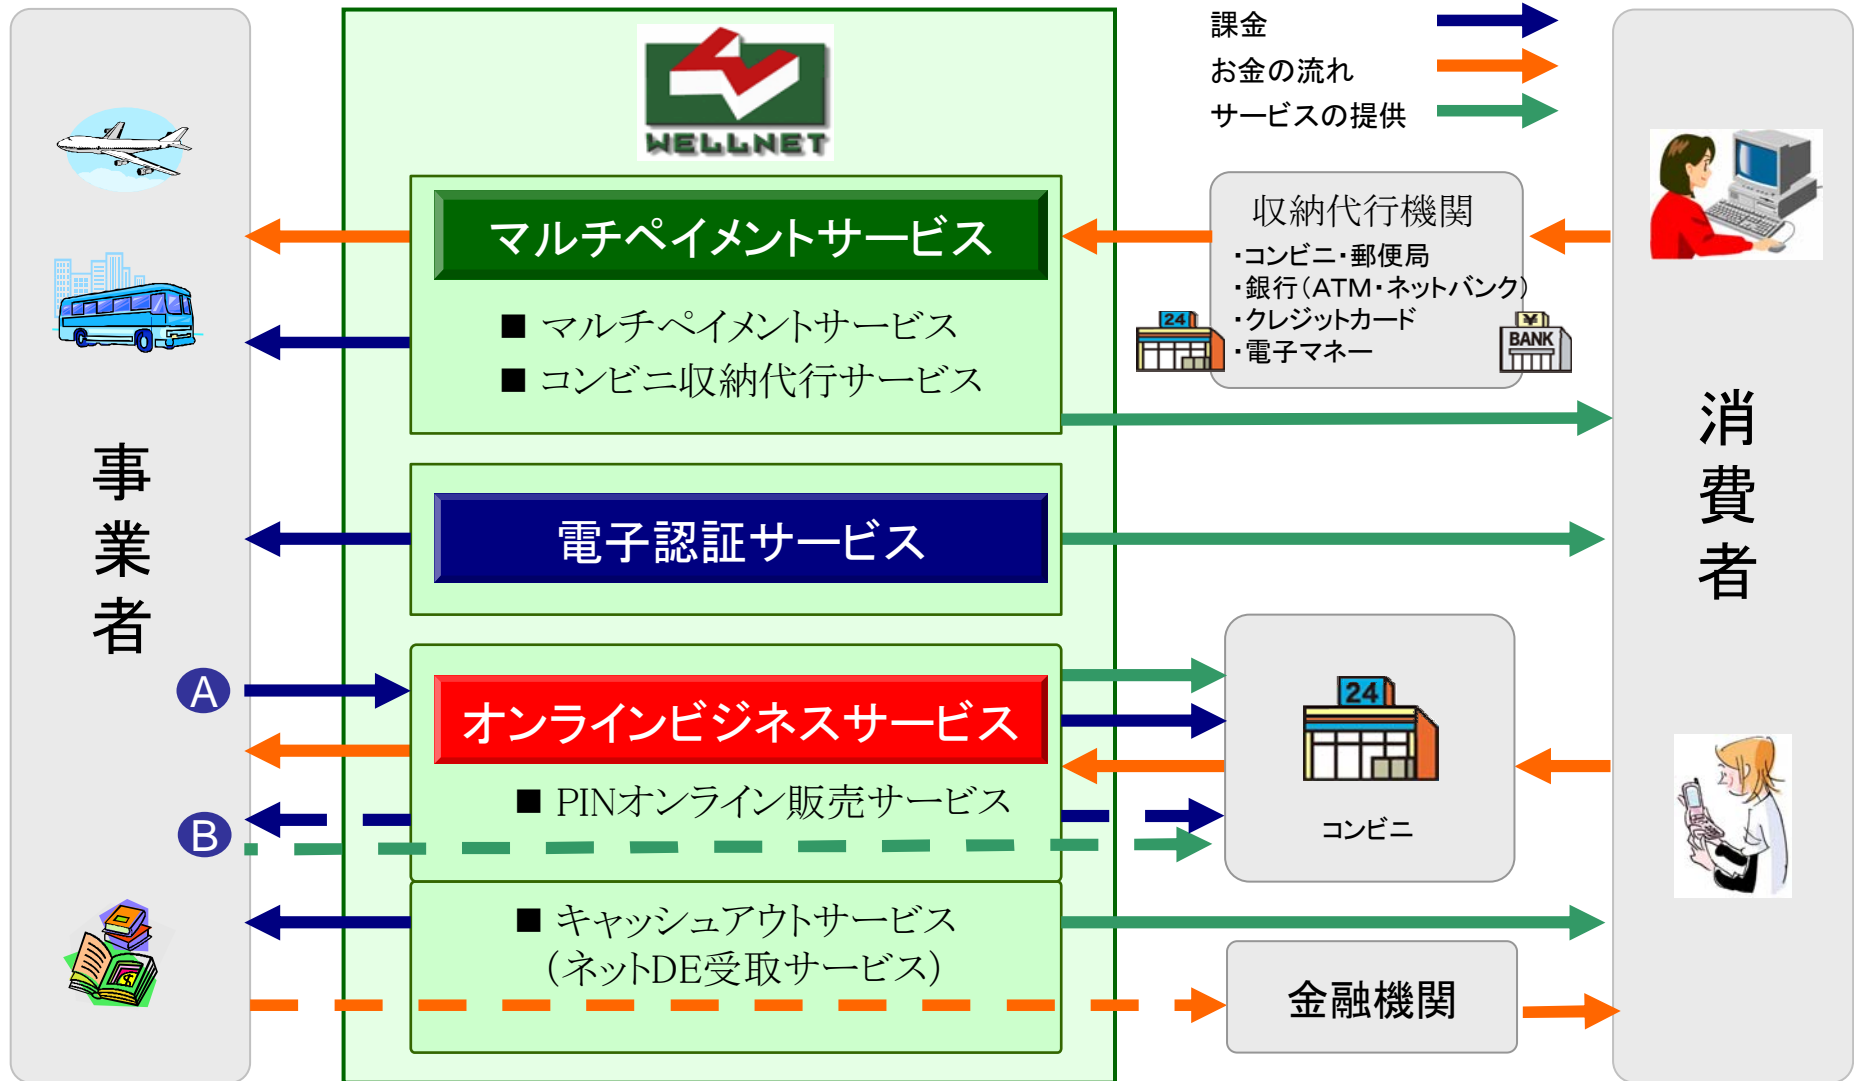 課金
お金の流れ
サービスの提供
WELLNET
事業者
マルチペイメントサービス
■ マルチペイメントサービス
■ コンビニ収納代行サービス
収納代行機関
・コンビニ・郵便局
・銀行(ATM・ネットバンク)
・クレジットカード
・電子マネー
24
¥
BANK
消費者
電子認証サービス
A
オンラインビジネスサービス
■ PINオンライン販売サービス
B
24
コンビニ
■ キャッシュアウトサービス
(ネットDE受取サービス)
金融機関